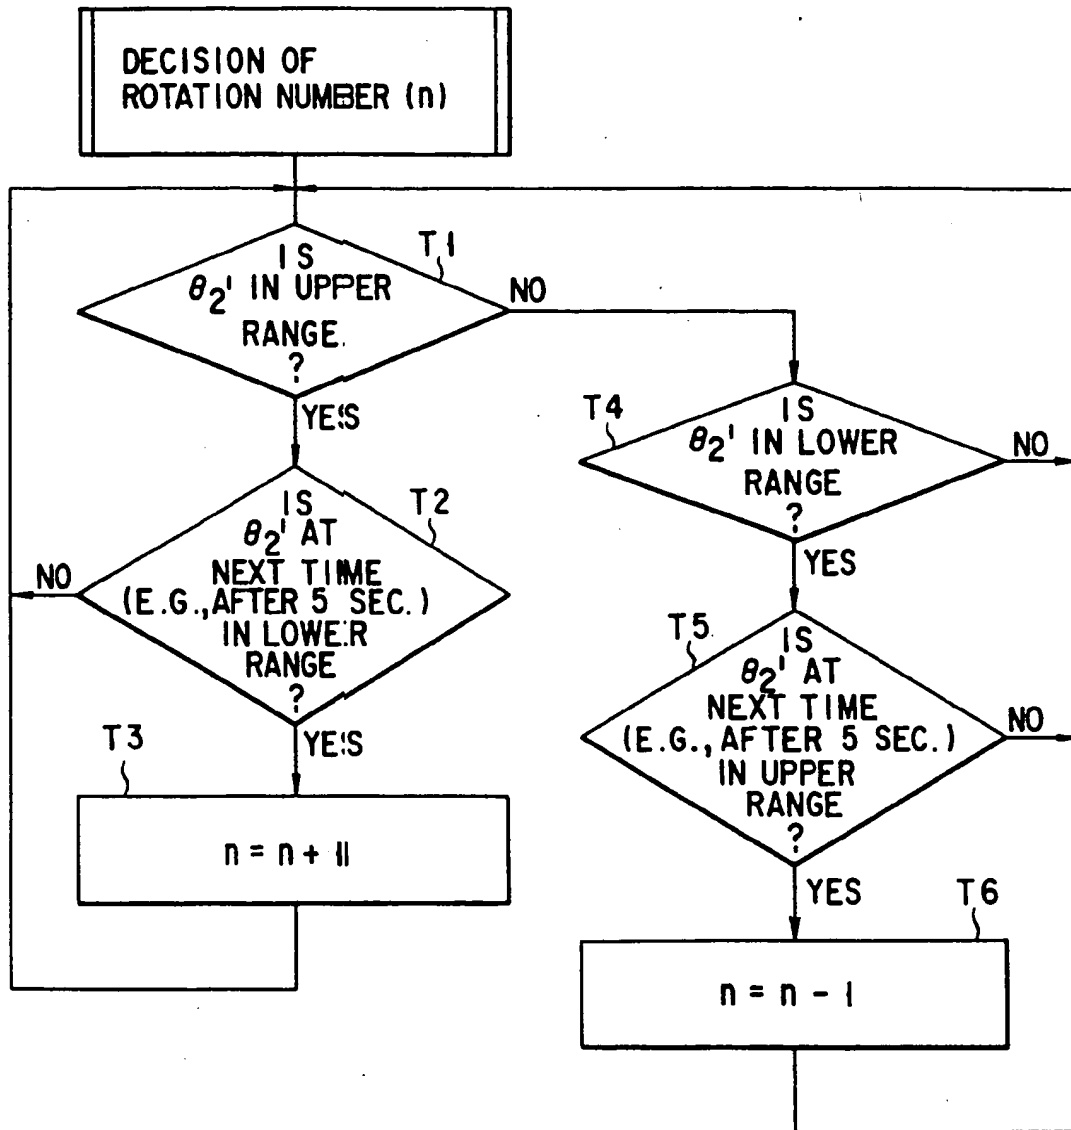 DECISION OF
ROTATION NUMBER (n)
T1
IS
θ2' IN UPPER
RANGE
?
NO
YES
T2
IS
θ2' AT
NEXT TIME
(E.G., AFTER 5 SEC.)
IN LOWER
RANGE
?
NO
YES
T3
n = n + 1
T4
IS
θ2' IN LOWER
RANGE
?
NO
YES
T5
IS
θ2' AT
NEXT TIME
(E.G., AFTER 5 SEC.)
IN UPPER
RANGE
?
NO
YES
T6
n = n - 1